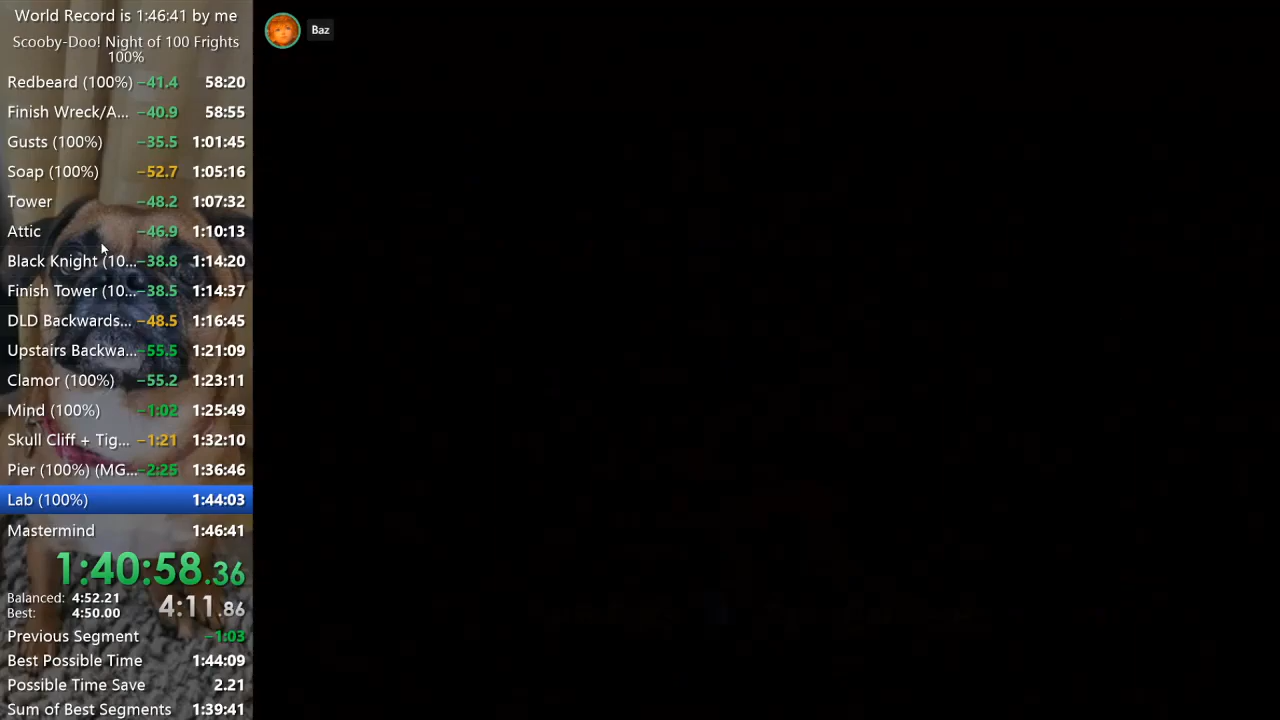 World Record is 1:46:41 by me
Scooby-Doo! Night of 100 Frights
100%
Redbeard (100%) −41.4 58:20
Finish Wreck/A... −40.9 58:55
Gusts (100%) −35.5 1:01:45
Soap (100%) −52.7 1:05:16
Tower −48.2 1:07:32
Attic −46.9 1:10:13
Black Knight (10... −38.8 1:14:20
Finish Tower (10... −38.5 1:14:37
DLD Backwards... −48.5 1:16:45
Upstairs Backwa... −55.5 1:21:09
Clamor (100%) −55.2 1:23:11
Mind (100%) −1:02 1:25:49
Skull Cliff + Tig... −1:21 1:32:10
Pier (100%) (MG... −2:25 1:36:46
Lab (100%) 1:44:03
Mastermind 1:46:41
1:40:58.36
Balanced: 4:52.21
Best: 4:50.00
4:11.86
Previous Segment −1:03
Best Possible Time 1:44:09
Possible Time Save 2.21
Sum of Best Segments 1:39:41
Baz